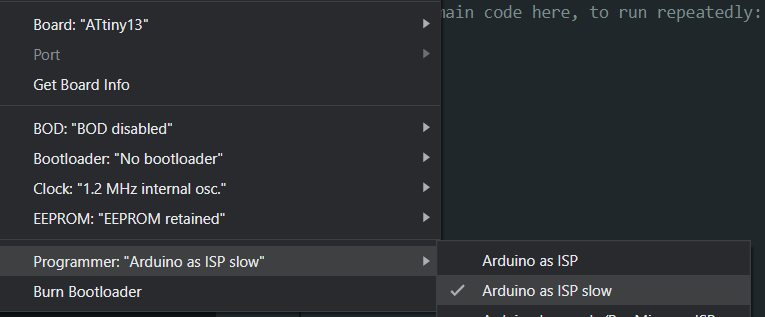 main code here, to run repeatedly:
Board: "ATtiny13"
Port
Get Board Info
BOD: "BOD disabled"
Bootloader: "No bootloader"
Clock: "1.2 MHz internal osc."
EEPROM: "EEPROM retained"
Programmer: "Arduino as ISP slow"
Burn Bootloader
Arduino as ISP
Arduino as ISP slow